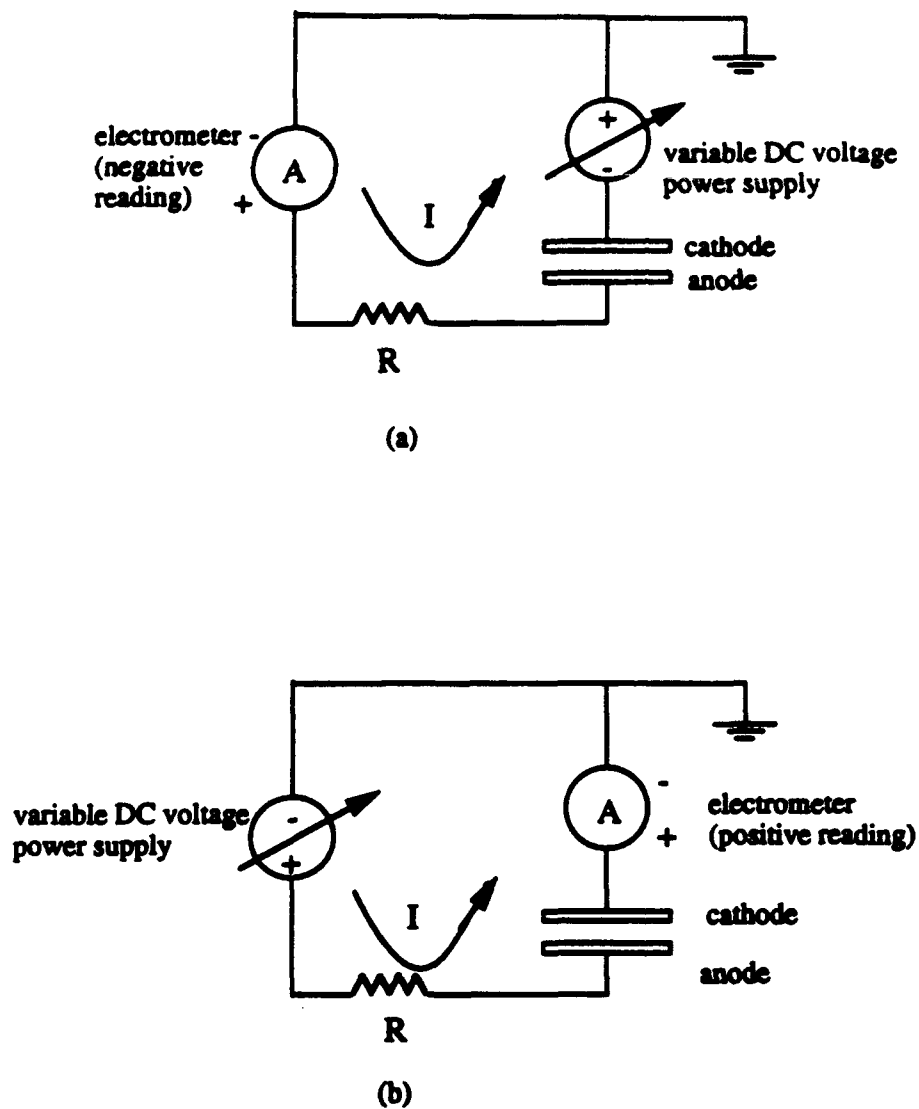 electrometer -
(negative
reading)
+
A
I
+
-
variable DC voltage
power supply
cathode
anode
R
(a)
variable DC voltage
power supply
-
+
A
-
+
electrometer
(positive reading)
I
cathode
anode
R
(b)